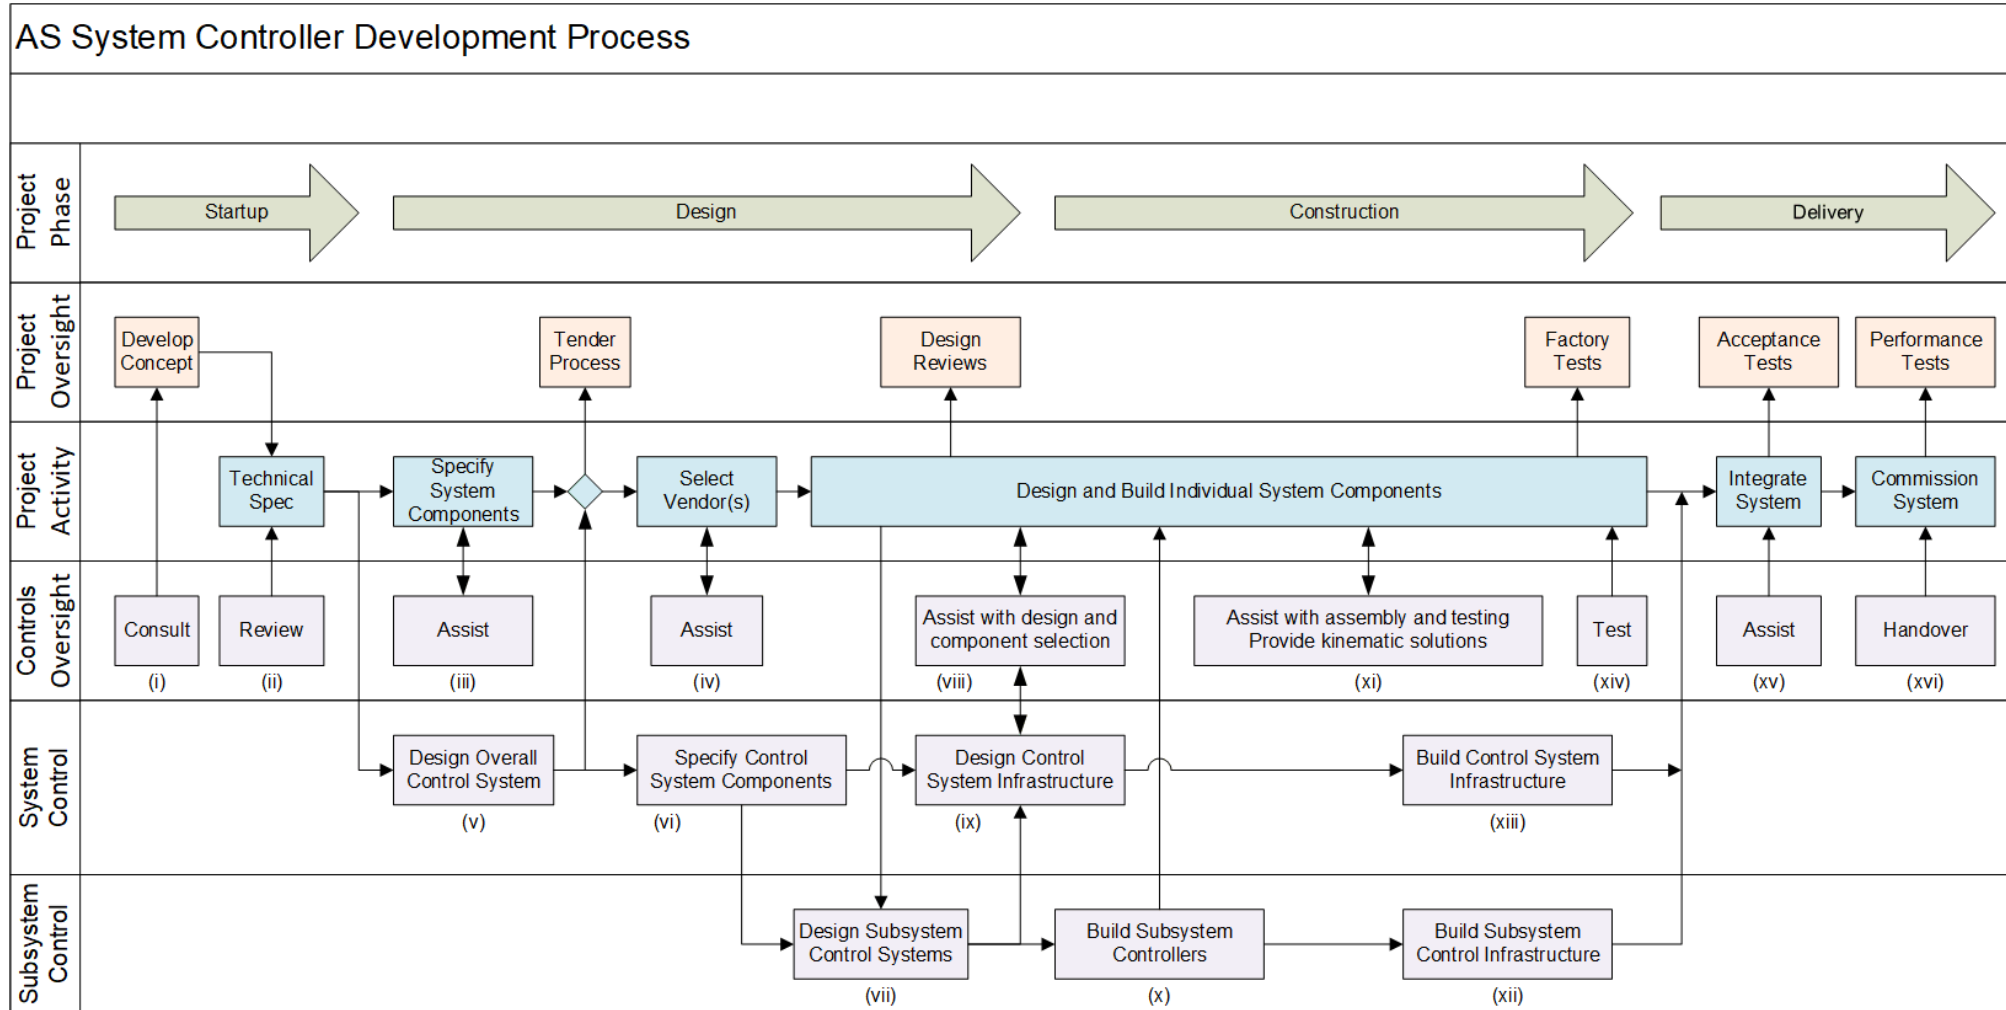 AS System Controller Development Process
Project
Phase
Startup
Design
Construction
Delivery
Project
Oversight
Develop
Concept
Tender
Process
Design
Reviews
Factory
Tests
Acceptance
Tests
Performance
Tests
Project
Activity
Technical
Spec
Specify
System
Components
Select
Vendor(s)
Design and Build Individual System Components
Integrate
System
Commission
System
Controls
Oversight
Consult
(i)
Review
(ii)
Assist
(iii)
Assist
(iv)
Assist with design and
component selection
(viii)
Assist with assembly and testing
Provide kinematic solutions
(xi)
Test
(xiv)
Assist
(xv)
Handover
(xvi)
System
Control
Design Overall
Control System
(v)
Specify Control
System Components
(vi)
Design Control
System Infrastructure
(ix)
Build Control System
Infrastructure
(xiii)
Subsystem
Control
Design Subsystem
Control Systems
(vii)
Build Subsystem
Controllers
(x)
Build Subsystem
Control Infrastructure
(xii)